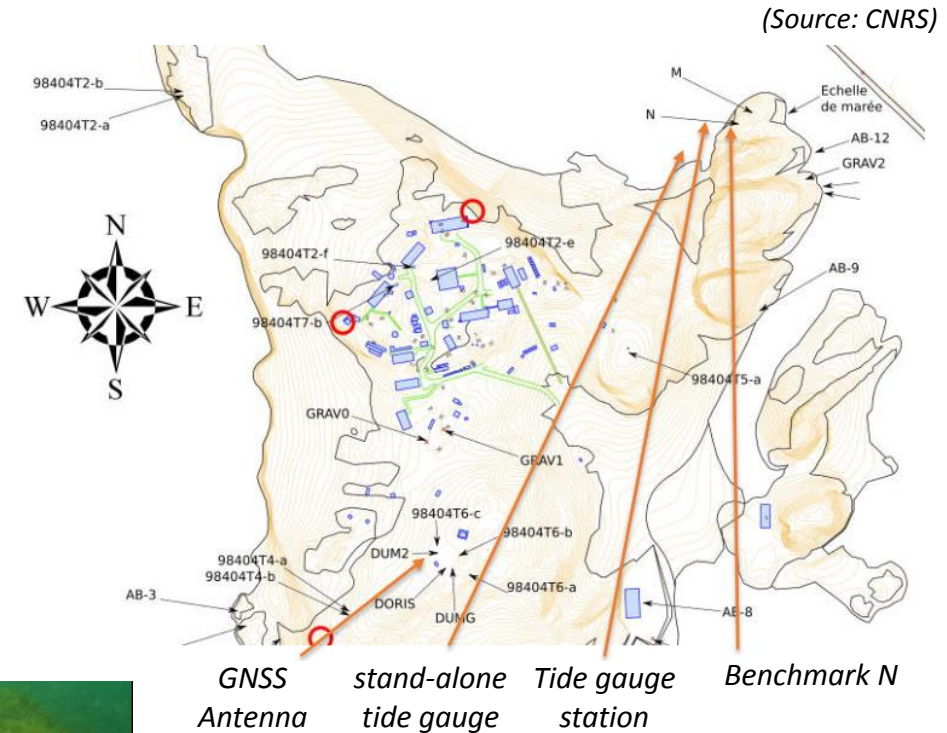 (Source: CNRS)
98404T2-b
98404T2-a
M
N
Echelle
de marée
AB-12
GRAV2
N
W
E
S
98404T2-f
98404T2-e
98404T7-b
AB-9
98404T5-a
GRAV0
GRAV1
98404T6-c
98404T6-b
DUM2
98404T4-a
98404T4-b
98404T6-a
AB-3
DORIS
DUMG
AB-8
GNSS
Antenna
stand-alone
tide gauge
Tide gauge
station
Benchmark N